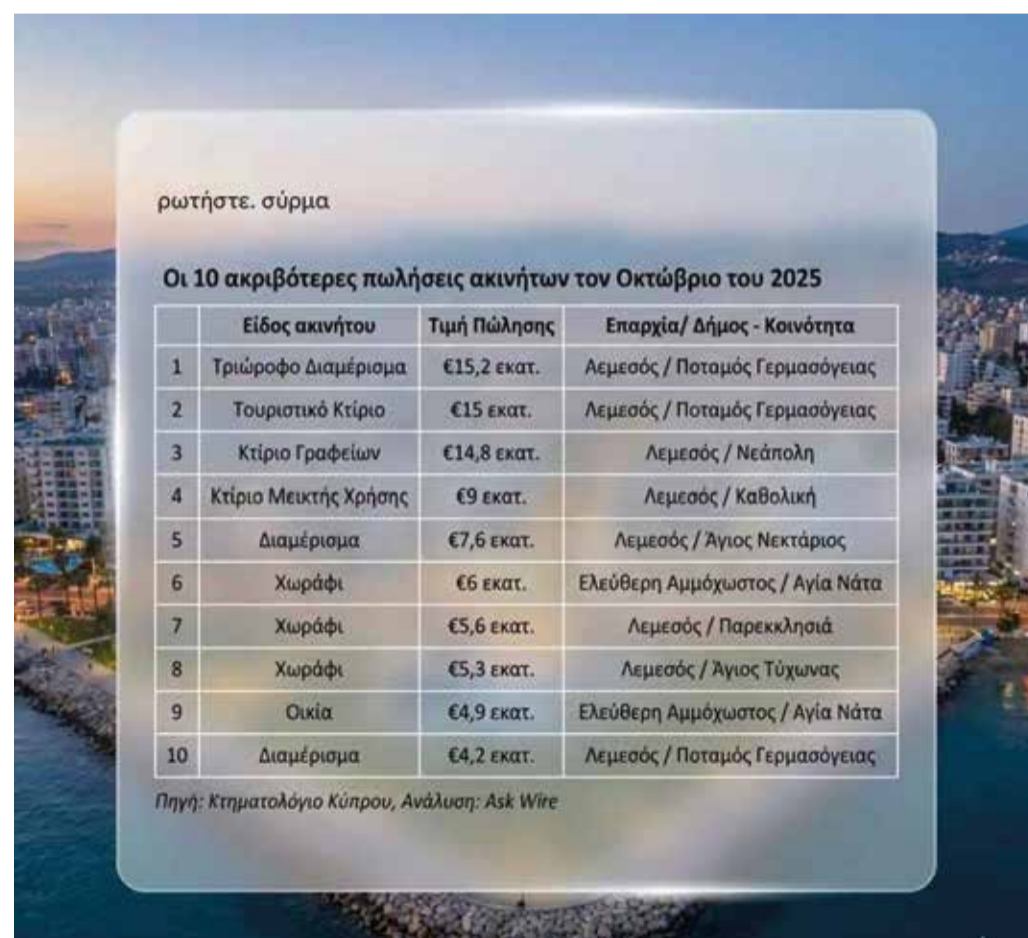 ρωτήστε. σύρμα
Οι 10 ακριβότερες πωλήσεις ακινήτων τον Οκτώβριο του 2025
Είδος ακινήτου Τιμή Πώλησης Επαρχία/ Δήμος - Κοινότητα
1 Τριώροφο Διαμέρισμα €15,2 εκατ. Λεμεσός / Ποταμός Γερμασόγειας
2 Τουριστικό Κτίριο €15 εκατ. Λεμεσός / Ποταμός Γερμασόγειας
3 Κτίριο Γραφείων €14,8 εκατ. Λεμεσός / Νεάπολη
4 Κτίριο Μεικτής Χρήσης €9 εκατ. Λεμεσός / Καθολική
5 Διαμέρισμα €7,6 εκατ. Λεμεσός / Άγιος Νεκτάριος
6 Χωράφι €6 εκατ. Ελεύθερη Αμμόχωστος / Αγία Νάτα
7 Χωράφι €5,6 εκατ. Λεμεσός / Παρεκκλησιά
8 Χωράφι €5,3 εκατ. Λεμεσός / Άγιος Τύχωνας
9 Οικία €4,9 εκατ. Ελεύθερη Αμμόχωστος / Αγία Νάτα
10 Διαμέρισμα €4,2 εκατ. Λεμεσός / Ποταμός Γερμασόγειας
Πηγή: Κτηματολόγιο Κύπρου, Ανάλυση: Ask Wire